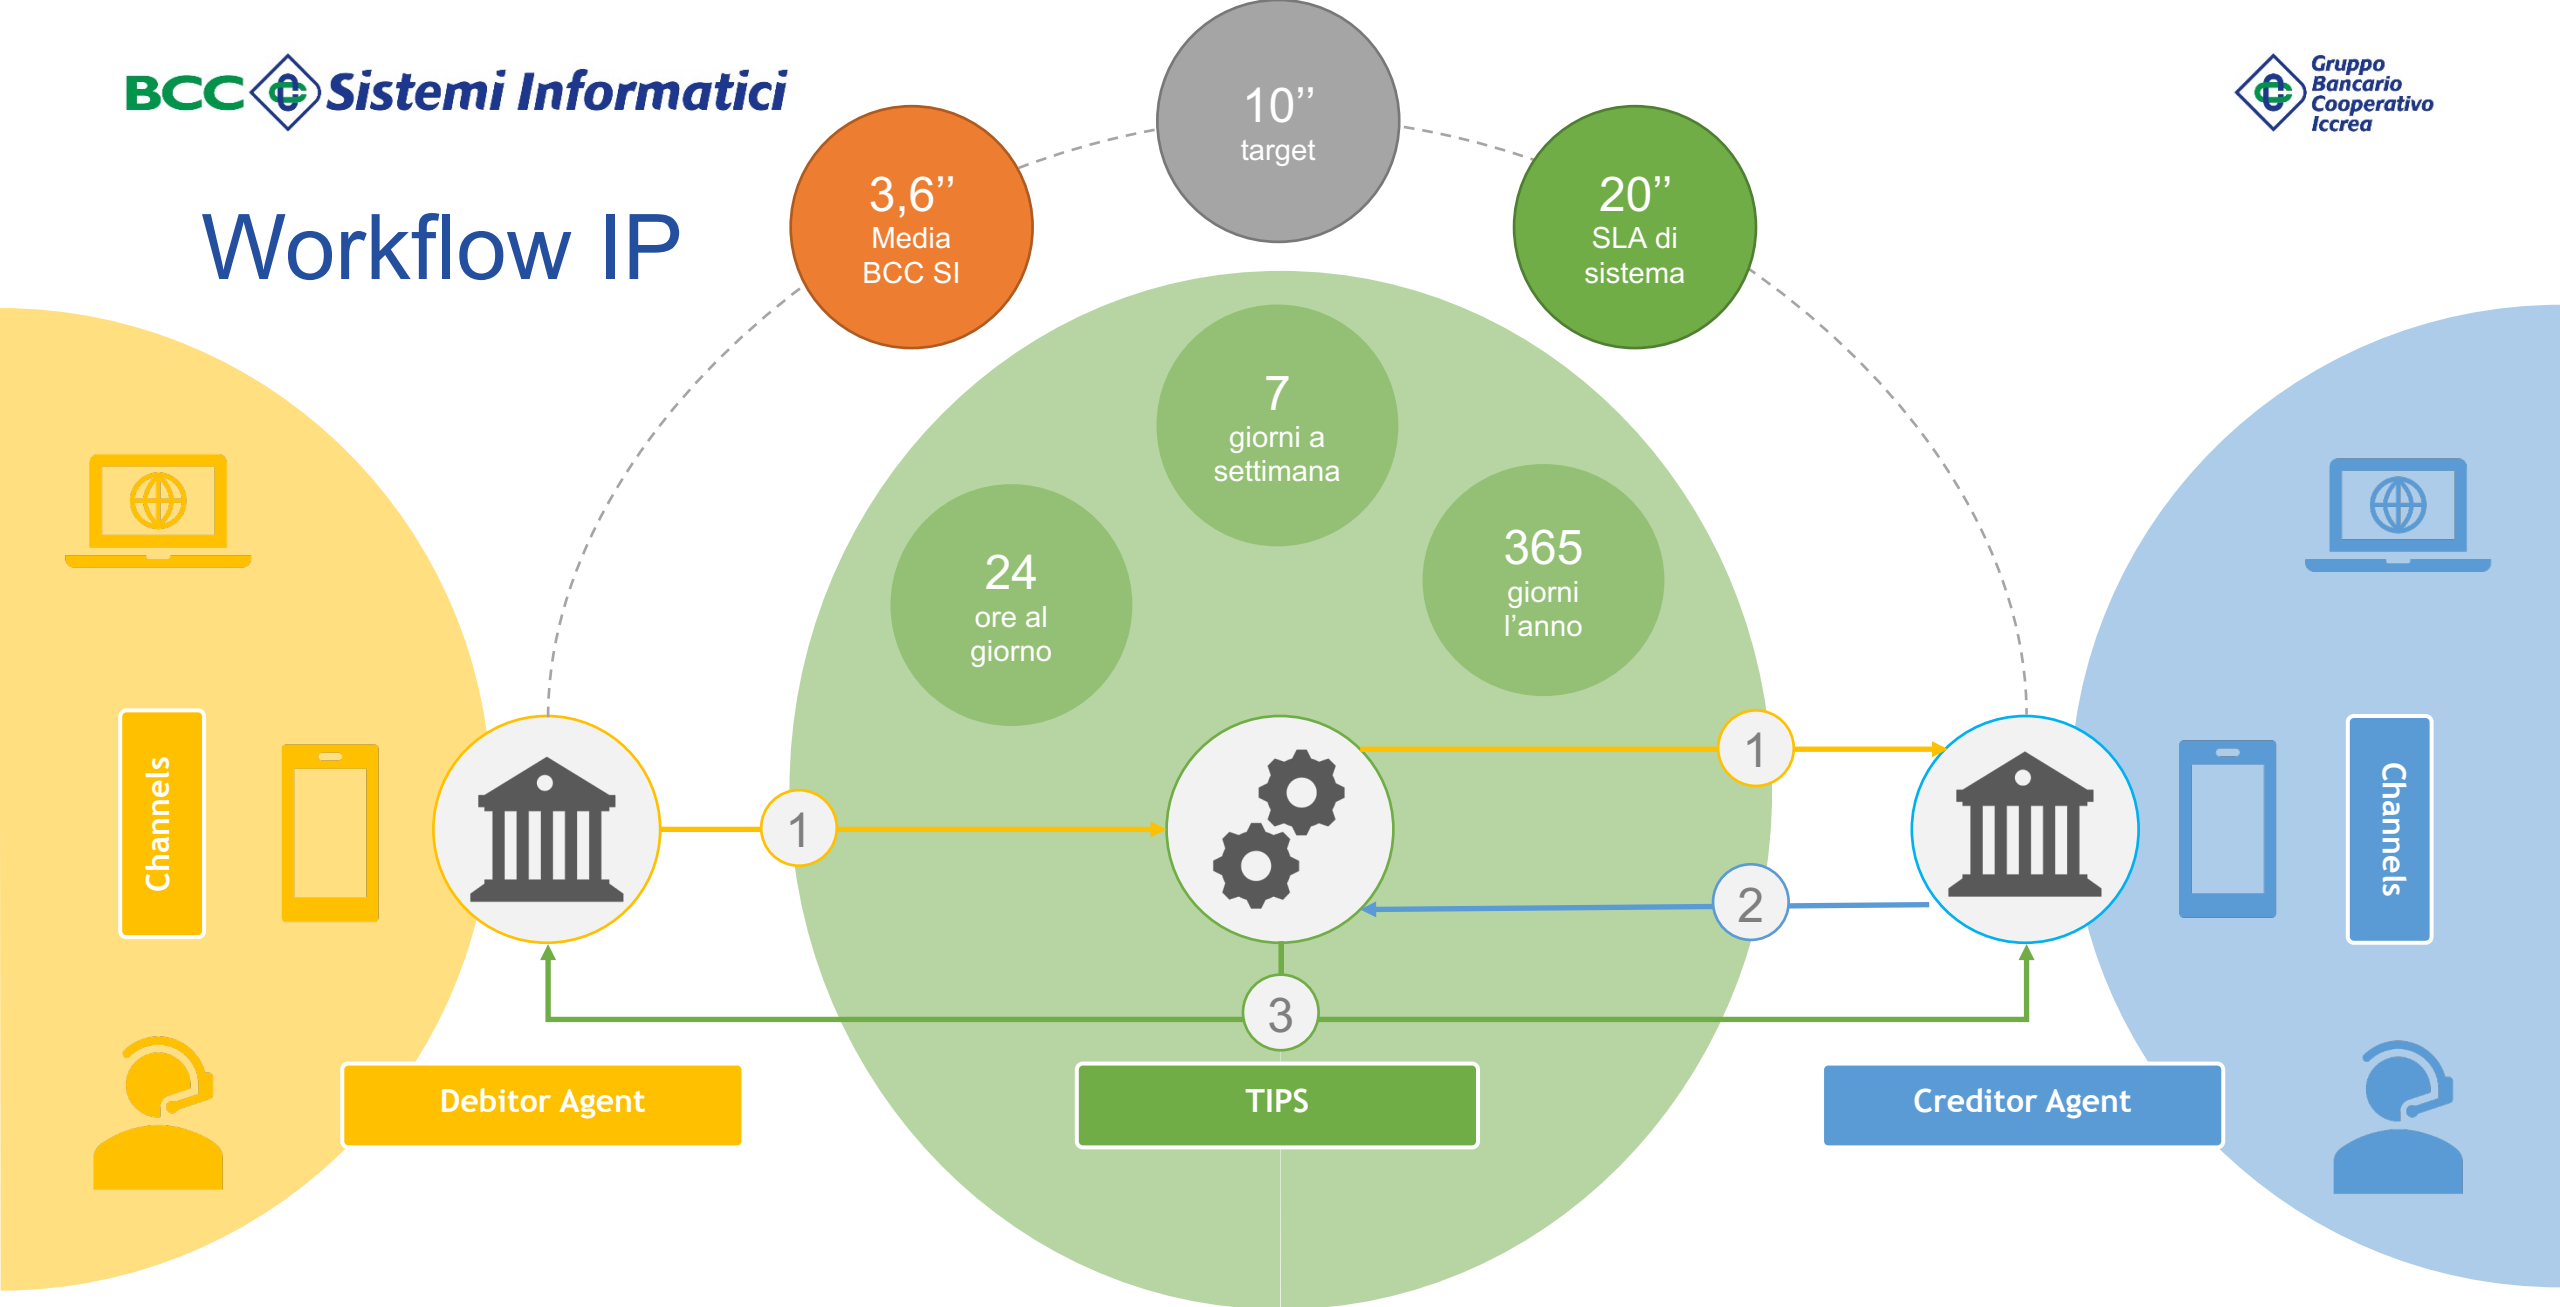 BCC Sistemi Informatici
Gruppo
Bancario
Cooperativo
Iccrea
Workflow IP
3,6’’
Media
BCC SI
10’’
target
20’’
SLA di
sistema
24
ore al
giorno
7
giorni a
settimana
365
giorni
l’anno
Channels
1
1
2
3
Channels
Debitor Agent
TIPS
Creditor Agent